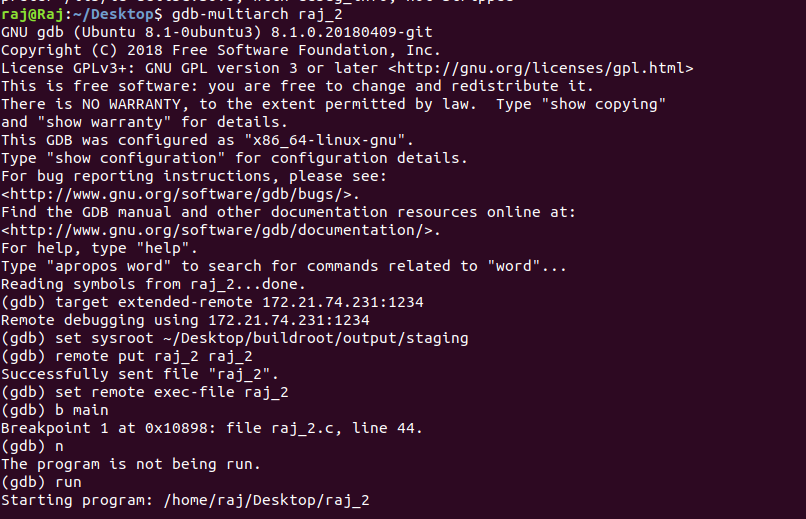 raj@Raj:~/Desktop$ gdb-multiarch raj_2
GNU gdb (Ubuntu 8.1-0ubuntu3) 8.1.0.20180409-git
Copyright (C) 2018 Free Software Foundation, Inc.
License GPLv3+: GNU GPL version 3 or later <http://gnu.org/licenses/gpl.html>
This is free software: you are free to change and redistribute it.
There is NO WARRANTY, to the extent permitted by law.  Type "show copying"
and "show warranty" for details.
This GDB was configured as "x86_64-linux-gnu".
Type "show configuration" for configuration details.
For bug reporting instructions, please see:
<http://www.gnu.org/software/gdb/bugs/>.
Find the GDB manual and other documentation resources online at:
<http://www.gnu.org/software/gdb/documentation/>.
For help, type "help".
Type "apropos word" to search for commands related to "word"...
Reading symbols from raj_2...done.
(gdb) target extended-remote 172.21.74.231:1234
Remote debugging using 172.21.74.231:1234
(gdb) set sysroot ~/Desktop/buildroot/output/staging
(gdb) remote put raj_2 raj_2
Successfully sent file "raj_2".
(gdb) set remote exec-file raj_2
(gdb) b main
Breakpoint 1 at 0x10898: file raj_2.c, line 44.
(gdb) n
The program is not being run.
(gdb) run
Starting program: /home/raj/Desktop/raj_2